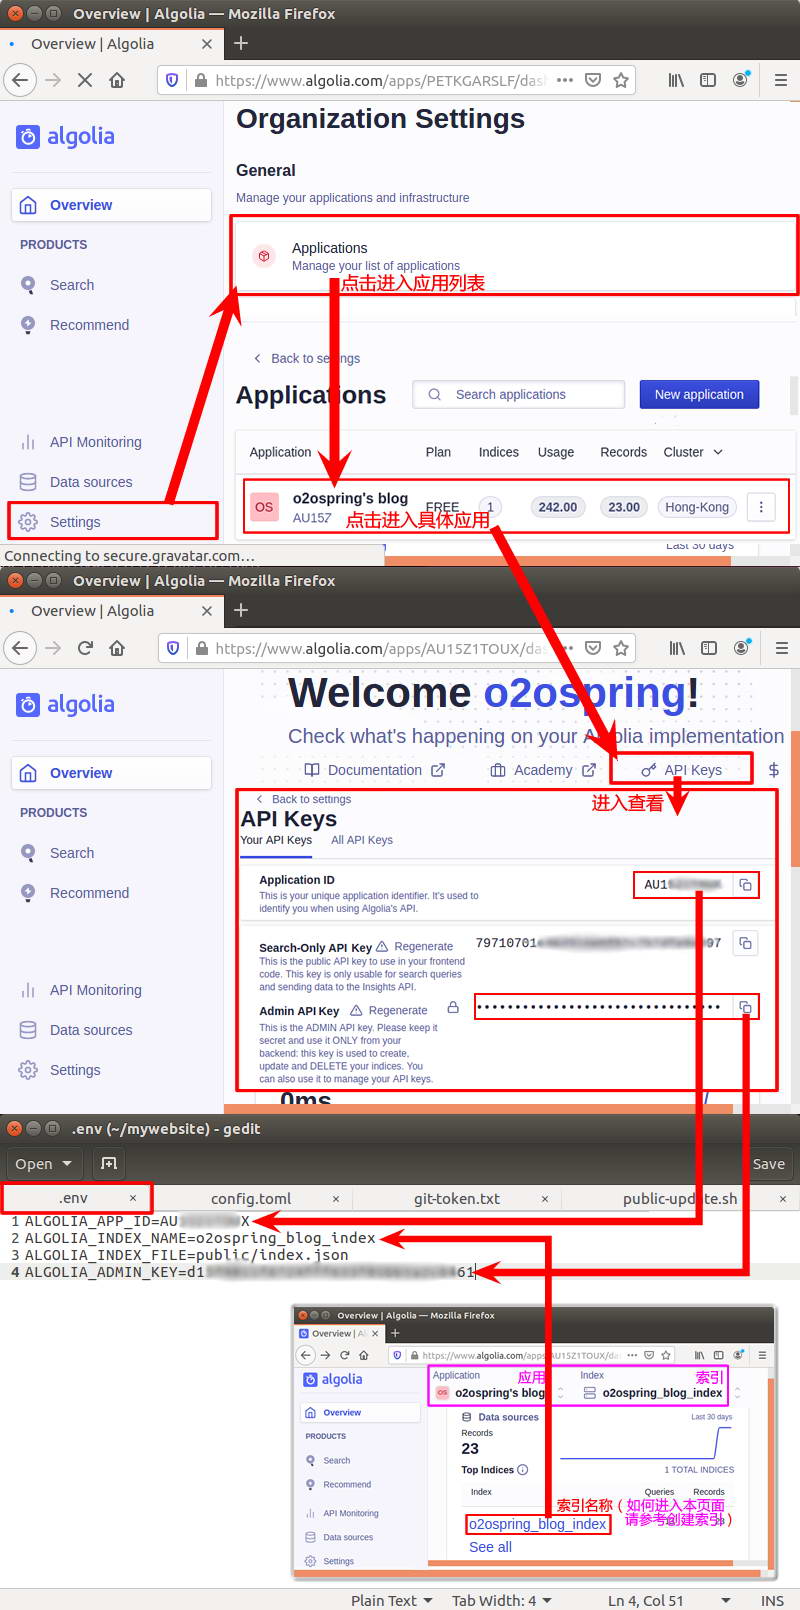 Overview | Algolia — Mozilla Firefox
Overview | Algolia
https://www.algolia.com/apps/PETKGARSLF/das
algolia
Overview
PRODUCTS
Search
Recommend
API Monitoring
Data sources
Settings
Connecting to secure.gravatar.com…
Organization Settings
General
Manage your applications and infrastructure
Applications
Manage your list of applications
点击进入应用列表
Back to settings
Applications
Search applications
New application
Application Plan Indices Usage Records Cluster
OS o2ospring's blog FREE 1 242.00 23.00 Hong-Kong
AU15Z
点击进入具体应用
Last 30 days
Overview | Algolia — Mozilla Firefox
Overview | Algolia
https://www.algolia.com/apps/AU15Z1TOUX/das
algolia
Overview
PRODUCTS
Search
Recommend
API Monitoring
Data sources
Settings
Welcome o2ospring!
Check what's happening on your Algolia implementation
Documentation Academy API Keys $
进入查看
Back to settings
API Keys
Your API Keys All API Keys
Application ID
This is your unique application identifier. It's used to
identify you when using Algolia's API.
AU1
Search-Only API Key Regenerate
This is the public API key to use in your frontend
code. This key is only usable for search queries
and sending data to the Insights API.
79710701 97
Admin API Key Regenerate
This is the ADMIN API key. Please keep it
secret and use it ONLY from your
backend: this key is used to create,
update and DELETE your indices. You
can also use it to manage your API keys.
0ms
.env (~/mywebsite) - gedit
Open Save
.env × config.toml × git-token.txt × public-update.sh ×
1 ALGOLIA_APP_ID=AU X
2 ALGOLIA_INDEX_NAME=o2ospring_blog_index
3 ALGOLIA_INDEX_FILE=public/index.json
4 ALGOLIA_ADMIN_KEY=d1 61
Overview | Algolia — Mozilla Firefox
Overview | Al
https://www.algolia.com/apps/AU15Z1TOUX/da
algolia
Overview
PRODUCTS
Search
Recommend
API Monitoring
Data sources
Settings
Application 应用 Index 索引
OS o2ospring's blog o2ospring_blog_index
Data sources Last 30 days
Records
23
Top Indices 1 TOTAL INDICES
Index Queries Records
索引名称（如何进入本页面
请参考创建索引）
o2ospring_blog_index
See all
Plain Text Tab Width: 4 Ln 4, Col 51 INS